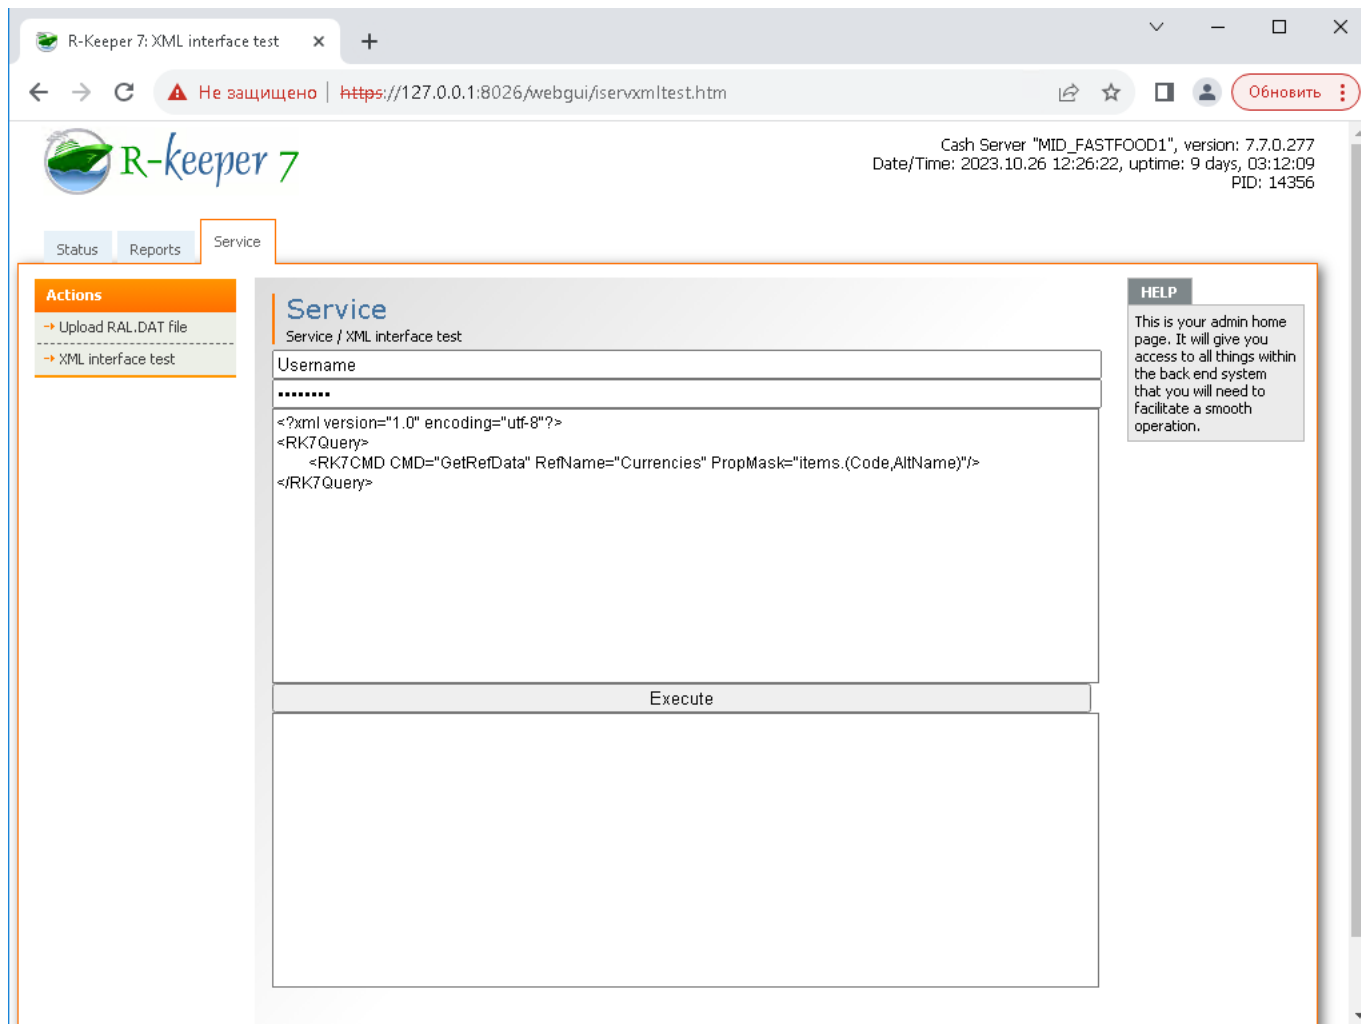 R-Keeper 7: XML interface test
Не защищено https://127.0.0.1:8026/webgui/iservxmltest.htm Обновить
R-keeper 7
Cash Server "MID_FASTFOOD1", version: 7.7.0.277
Date/Time: 2023.10.26 12:26:22, uptime: 9 days, 03:12:09
PID: 14356
Status Reports Service
Actions
Upload RAL.DAT file
XML interface test
Service
Service / XML interface test
Username
••••••••
<?xml version="1.0" encoding="utf-8"?>
<RK7Query>
<RK7CMD CMD="GetRefData" RefName="Currencies" PropMask="items.(Code,AltName)"/>
</RK7Query>
Execute
HELP
This is your admin home
page. It will give you
access to all things within
the back end system
that you will need to
facilitate a smooth
operation.